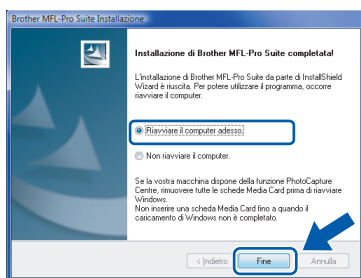 Brother MFL-Pro Suite Installazione
Installazione di Brother MFL-Pro Suite completata!
L'installazione di Brother MFL-Pro Suite da parte di InstallShield
Wizard è riuscita. Per potere utilizzare il programma, occorre
riavviare il computer.
Riavviare il computer adesso.
Non riavviare il computer.
Se la vostra macchina dispone della funzione PhotoCapture
Centre, rimuovere tutte le schede Media Card prima di riavviare
Windows.
Non inserire una scheda Media Card fino a quando il
caricamento di Windows non è completato.
< Indietro Fine Annulla